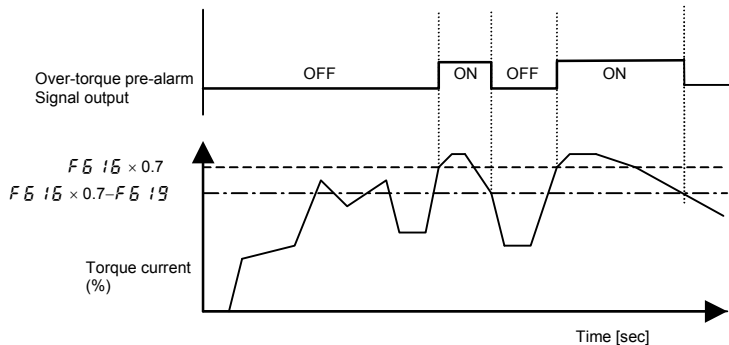 OFF
ON
OFF
ON
Over-torque pre-alarm
Signal output
F616 × 0.7
F616 × 0.7–F619
Torque current
(%)
Time [sec]